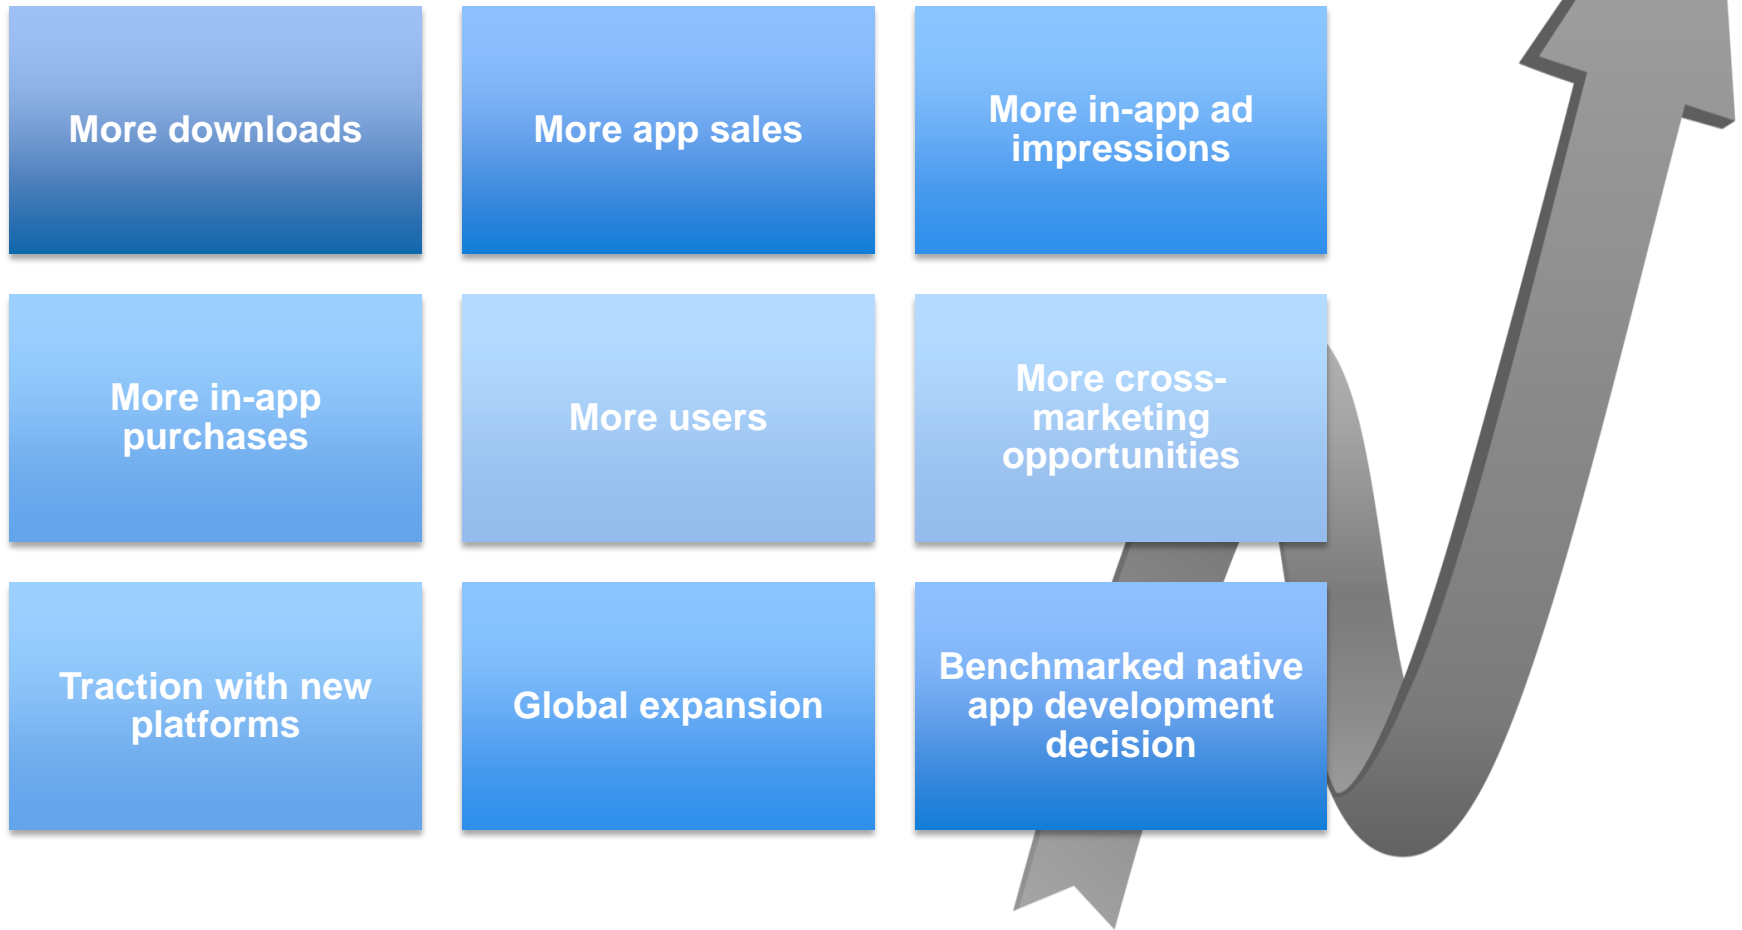 More downloads
More app sales
More in-app ad
impressions
More in-app
purchases
More users
More cross-
marketing
opportunities
Traction with new
platforms
Global expansion
Benchmarked native
app development
decision